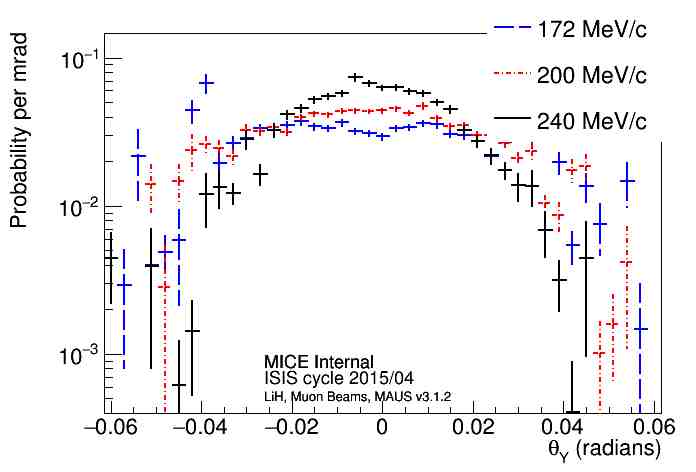 172 MeV/c
200 MeV/c
240 MeV/c
Probability per mrad
10⁻¹
10⁻²
10⁻³
MICE Internal
ISIS cycle 2015/04
LiH, Muon Beams, MAUS v3.1.2
−0.06 −0.04 −0.02 0 0.02 0.04 0.06
θY (radians)